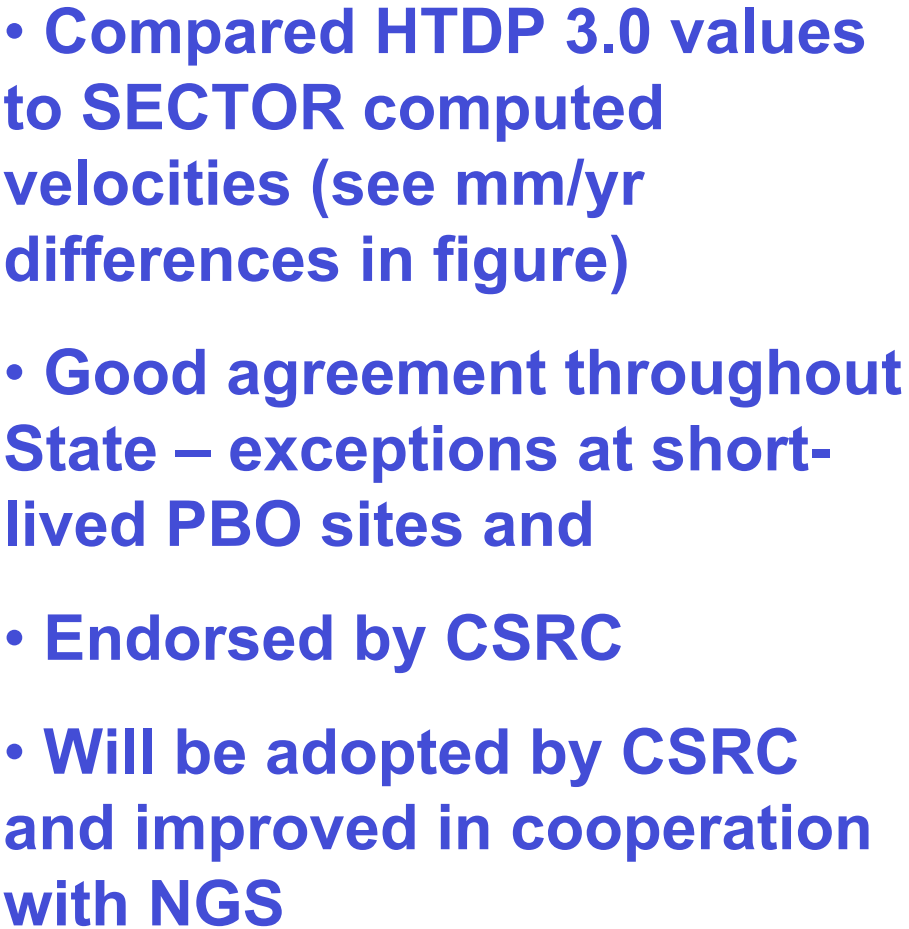 • Compared HTDP 3.0 values
to SECTOR computed
velocities (see mm/yr
differences in figure)
• Good agreement throughout
State – exceptions at short-
lived PBO sites and
• Endorsed by CSRC
• Will be adopted by CSRC
and improved in cooperation
with NGS